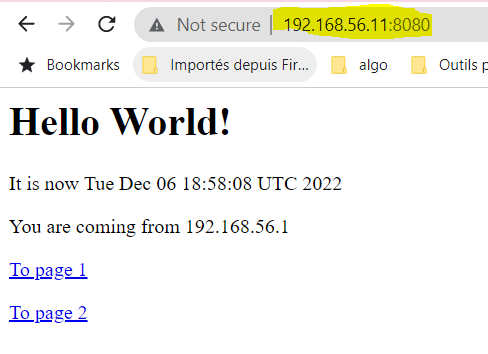 Not secure | 192.168.56.11:8080
Bookmarks Importés depuis Fir... algo Outils p
Hello World!
It is now Tue Dec 06 18:58:08 UTC 2022
You are coming from 192.168.56.1
To page 1
To page 2